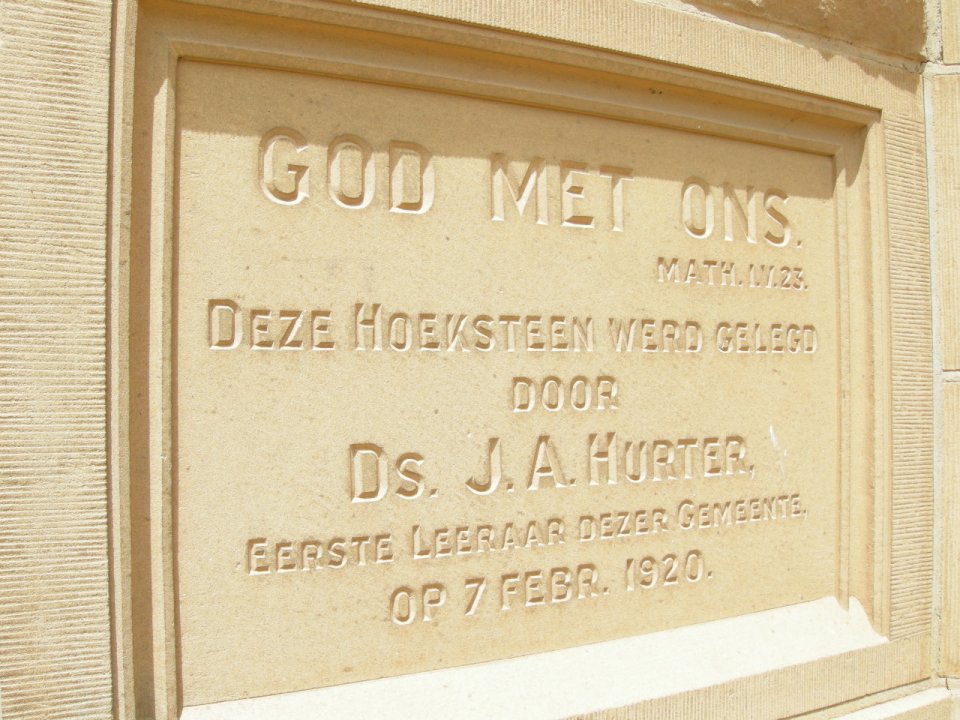 GOD MET ONS.
MATH. I.V.23.
DEZE HOEKSTEEN WERD GELEGD
DOOR
DS. J.A. HURTER,
EERSTE LEERAAR DEZER GEMEENTE,
OP 7 FEBR. 1920.